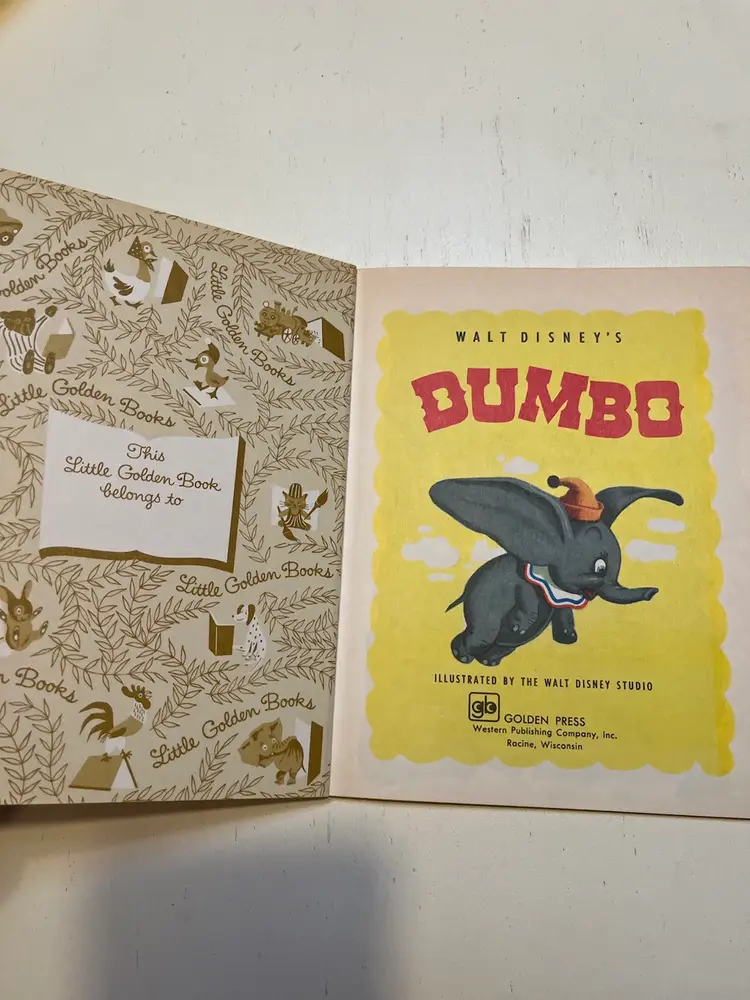 Golden Books
Little Golden Books
Little Golden Books
This
Little Golden Book
belongs to
Little Golden Books
Books
Little Golden Books
WALT DISNEY'S
DUMBO
ILLUSTRATED BY THE WALT DISNEY STUDIO
gb
GOLDEN PRESS
Western Publishing Company, Inc.
Racine, Wisconsin